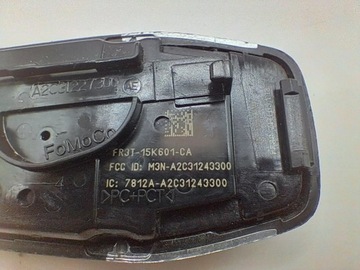 FoMoCo
FR3T-15K601-CA
FCC ID: M3N-A2C31243300
IC: 7812A-A2C31243300
>PC+PCT<